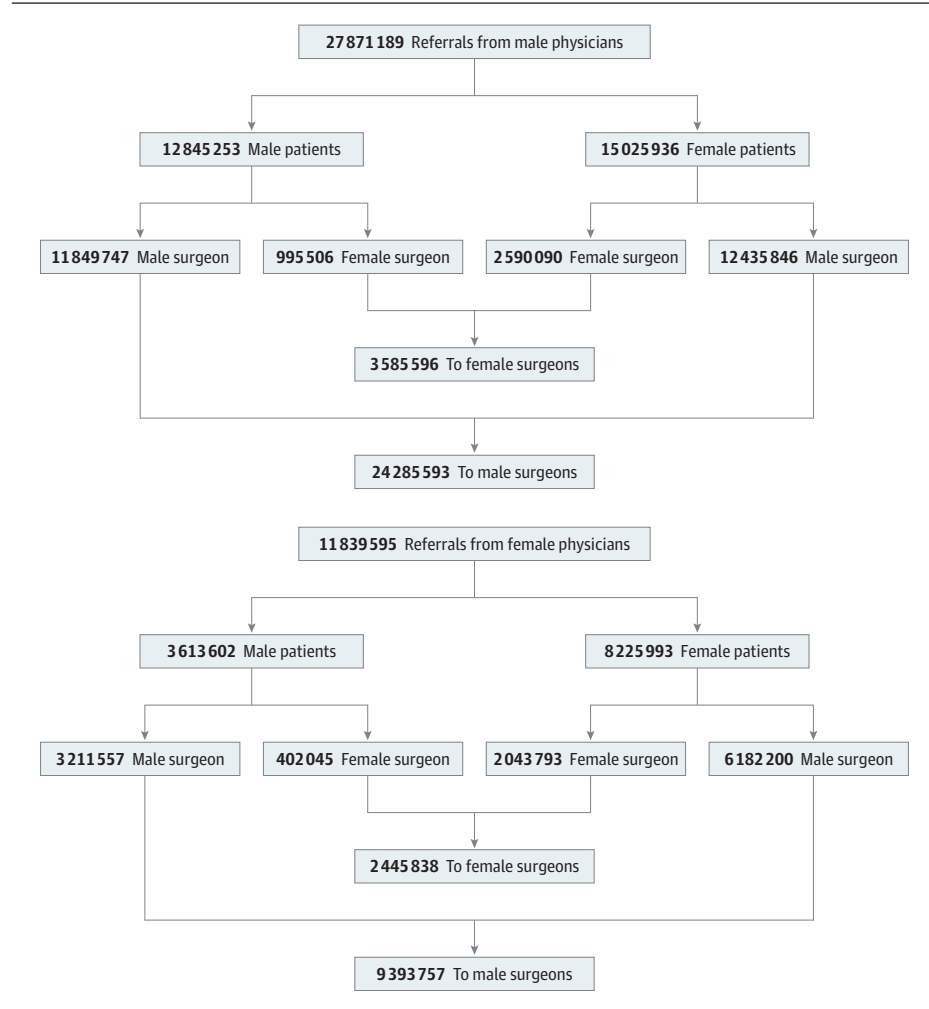 27 871 189 Referrals from male physicians
12 845 253 Male patients
15 025 936 Female patients
11 849 747 Male surgeon
995 506 Female surgeon
2 590 090 Female surgeon
12 435 846 Male surgeon
3 585 596 To female surgeons
24 285 593 To male surgeons
11 839 595 Referrals from female physicians
3 613 602 Male patients
8 225 993 Female patients
3 211 557 Male surgeon
402 045 Female surgeon
2 043 793 Female surgeon
6 182 200 Male surgeon
2 445 838 To female surgeons
9 393 757 To male surgeons